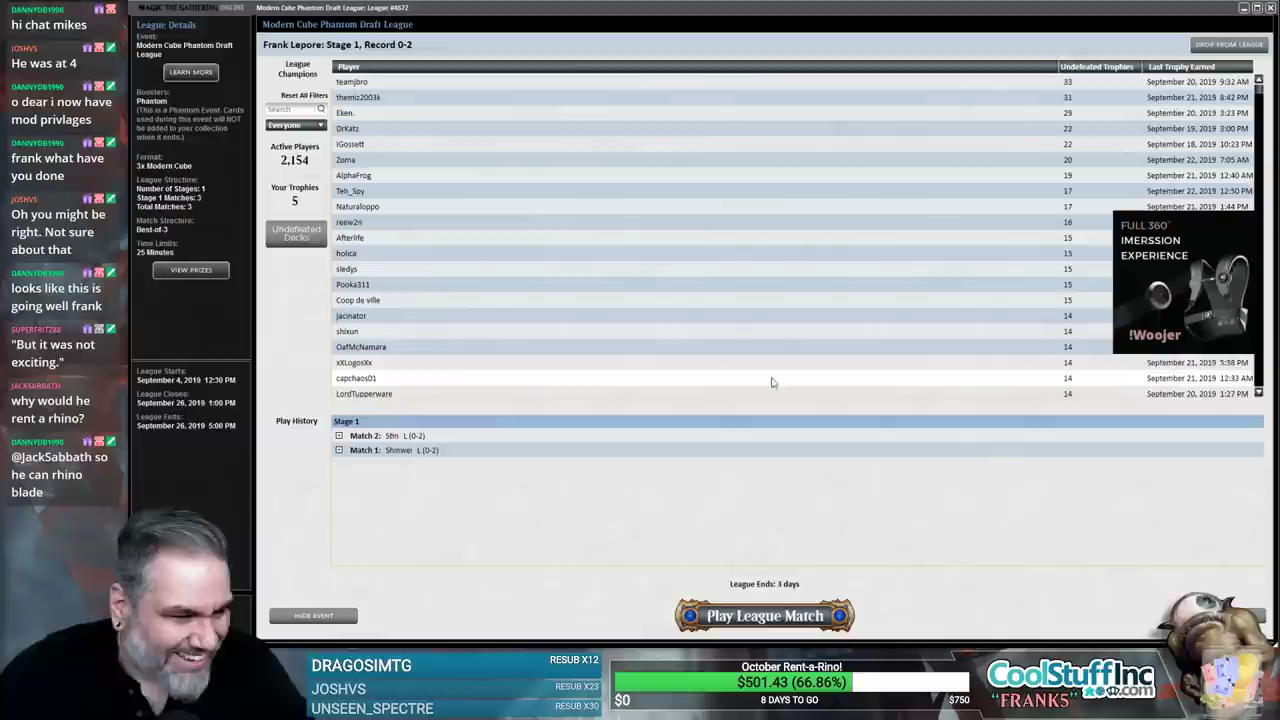 DANNYDB1990
hi chat mikes
JOSHVS
He was at 4
DANNYDB1990
o dear i now have
mod privlages
DANNYDB1990
frank what have
you done
JOSHVS
Oh you might be
right. Not sure
about that
DANNYDB1990
looks like this is
going well frank
SUPERFRITZ88
"But it was not
exciting."
JACKSABBATH
why would he
rent a rhino?
DANNYDB1990
@JackSabbath so
he can rhino
blade
MAGIC THE GATHERING ONLINE
Modern Cube Phantom Draft League: League #4672
League Details
Event:
Modern Cube Phantom Draft
League
LEARN MORE
Boosters:
Phantom
(This is a Phantom Event. Cards
used during this event will NOT
be added to your collection
when it ends.)
Format:
3x Modern Cube
League Structure:
Number of Stages: 1
Stage 1 Matches: 3
Total Matches: 3
Match Structure:
Best-of-3
Time Limits:
25 Minutes
VIEW PRIZES
League Starts:
September 4, 2019 12:30 PM
League Closes:
September 26, 2019 1:00 PM
League Ends:
September 26, 2019 5:00 PM
Modern Cube Phantom Draft League
Frank Lepore: Stage 1, Record 0-2
DROP FROM LEAGUE
League
Champions
Reset All Filters
Search
Everyone
Active Players
2,154
Your Trophies
5
Undefeated
Decks
Player Undefeated Trophies Last Trophy Earned
teamjbro 33 September 20, 2019 9:32 AM
themiz2003k 31 September 21, 2019 8:42 PM
Eken. 29 September 20, 2019 3:23 PM
DrKatz 22 September 19, 2019 3:00 PM
IGossett 22 September 18, 2019 10:23 PM
Zoma 20 September 22, 2019 7:05 AM
AlphaFrog 19 September 21, 2019 12:40 AM
Teh_Spy 17 September 22, 2019 12:50 PM
Naturaloppo 17 September 21, 2019 1:44 PM
reew2n 16
Afterlife 15
holica 15
sledys 15
Pooka311 15
Coop de ville 15
jacinator 14
shixun 14
OafMcNamara 14
xXLogosXx 14 September 21, 2019 5:38 PM
capchaos01 14 September 21, 2019 12:33 AM
LordTupperware 14 September 20, 2019 1:27 PM
FULL 360°
IMERSSION
EXPERIENCE
!Woojer
Play History
Stage 1
Match 2: Stin L (0-2)
Match 1: Shinwei L (0-2)
League Ends: 3 days
HIDE EVENT
Play League Match
DRAGOSIMTG RESUB X12
JOSHVS RESUB X23
UNSEEN_SPECTRE RESUB X30
October Rent-a-Rino!
$501.43 (66.86%)
$0 8 DAYS TO GO $750
CoolStuffInc
.com
"FRANKS"